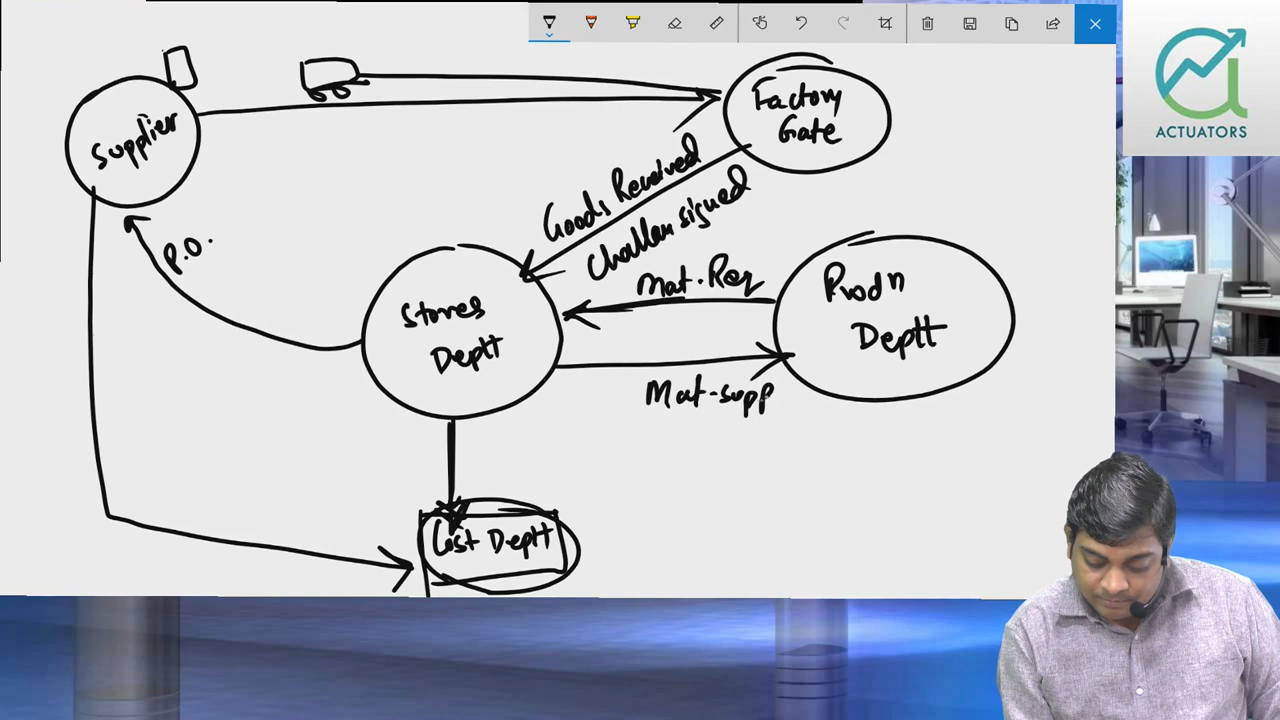 ACTUATORS
Supplier
Factory
Gate
Goods Received
Challan signed
P.O.
Mat. Req
Prodn
Deptt
Stores
Deptt
Mat-supp
Cost Deptt